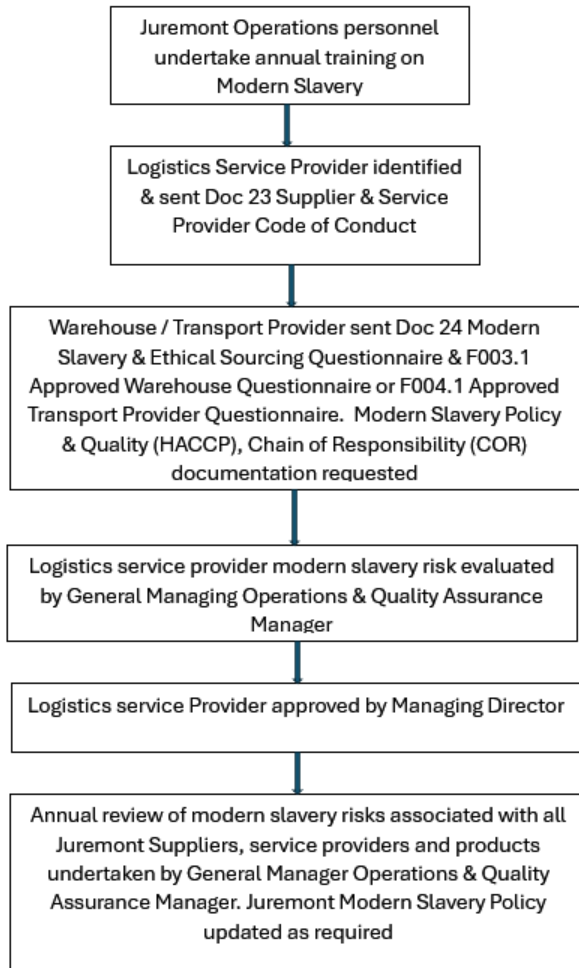 Juremont Operations personnel
undertake annual training on
Modern Slavery
Logistics Service Provider identified
& sent Doc 23 Supplier & Service
Provider Code of Conduct
Warehouse / Transport Provider sent Doc 24 Modern
Slavery & Ethical Sourcing Questionnaire & F003.1
Approved Warehouse Questionnaire or F004.1 Approved
Transport Provider Questionnaire. Modern Slavery Policy
& Quality (HACCP), Chain of Responsibility (COR)
documentation requested
Logistics service provider modern slavery risk evaluated
by General Managing Operations & Quality Assurance
Manager
Logistics service Provider approved by Managing Director
Annual review of modern slavery risks associated with all
Juremont Suppliers, service providers and products
undertaken by General Manager Operations & Quality
Assurance Manager. Juremont Modern Slavery Policy
updated as required